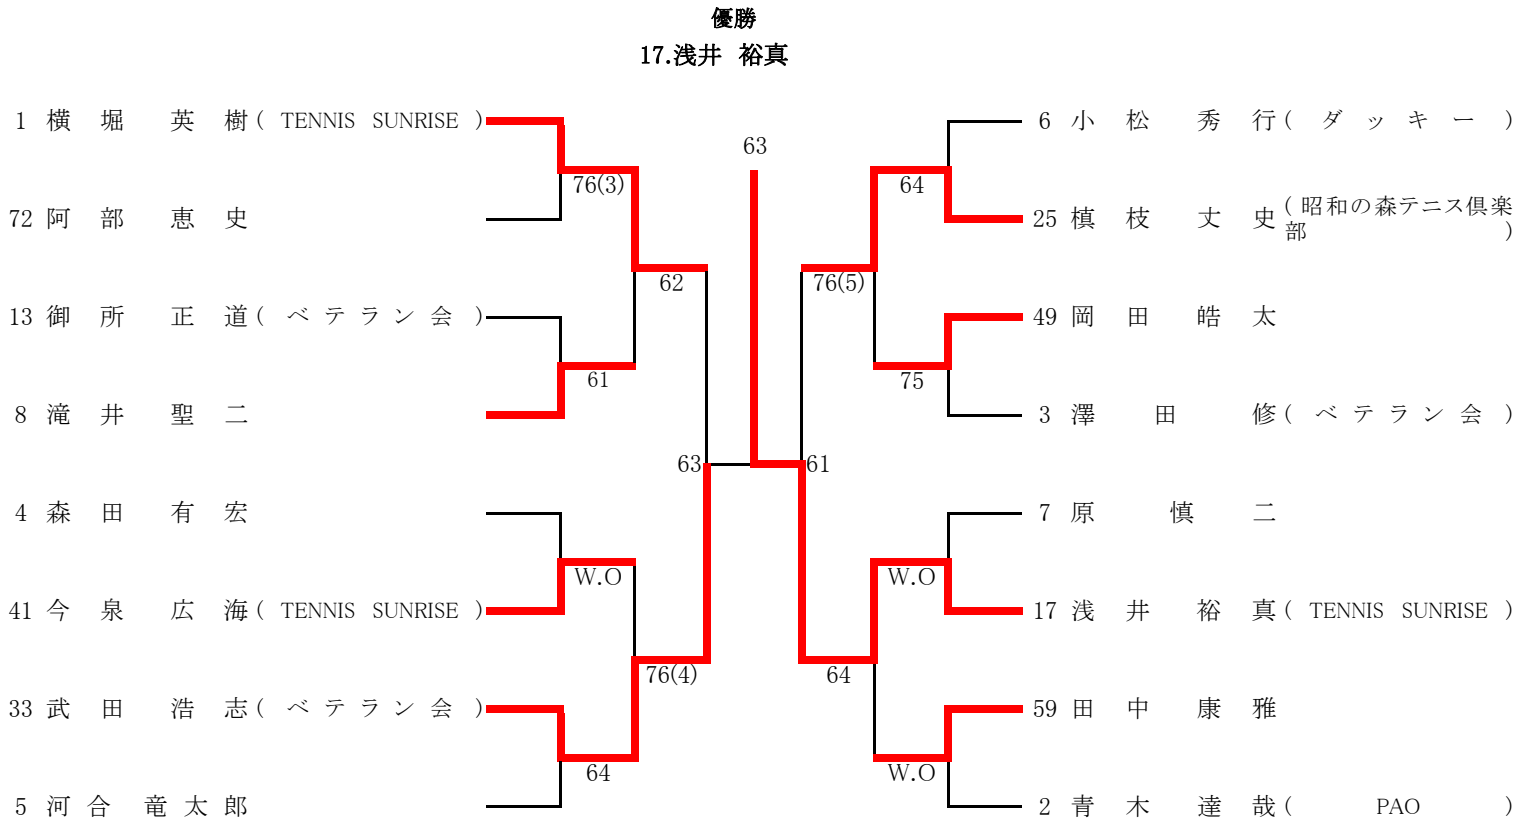 優勝
17.浅井 裕真
1 横堀 英樹( TENNIS SUNRISE )
72 阿部 恵史
13 御所 正道( ベテラン会 )
8 滝井 聖二
4 森田 有宏
41 今泉 広海( TENNIS SUNRISE )
33 武田 浩志( ベテラン会 )
5 河合 竜太郎
76(3)
61
W.O
64
62
76(4)
63
63
61
76(5)
64
64
75
W.O
W.O
6 小松 秀行( ダッキー )
25 槙枝 丈史( 昭和の森テニス倶楽
部 )
49 岡田 皓太
3 澤田 修( ベテラン会 )
7 原 慎二
17 浅井 裕真( TENNIS SUNRISE )
59 田中 康雅
2 青木 達哉( PAO )